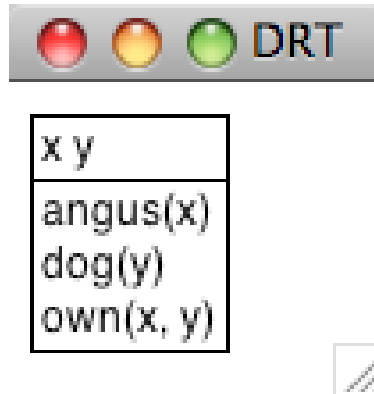 DRT
x y
angus(x)
dog(y)
own(x, y)